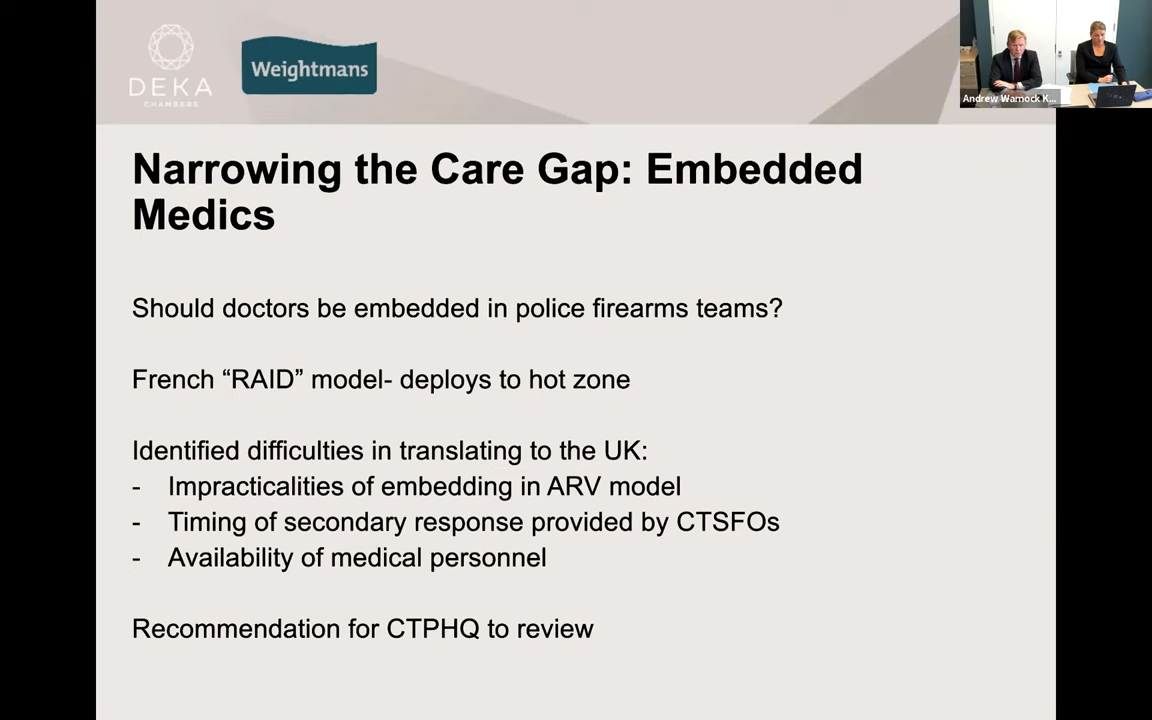 DEKA
CHAMBERS
Weightmans
Andrew Warnock K...
Narrowing the Care Gap: Embedded
Medics
Should doctors be embedded in police firearms teams?
French “RAID” model- deploys to hot zone
Identified difficulties in translating to the UK:
- Impracticalities of embedding in ARV model
- Timing of secondary response provided by CTSFOs
- Availability of medical personnel
Recommendation for CTPHQ to review